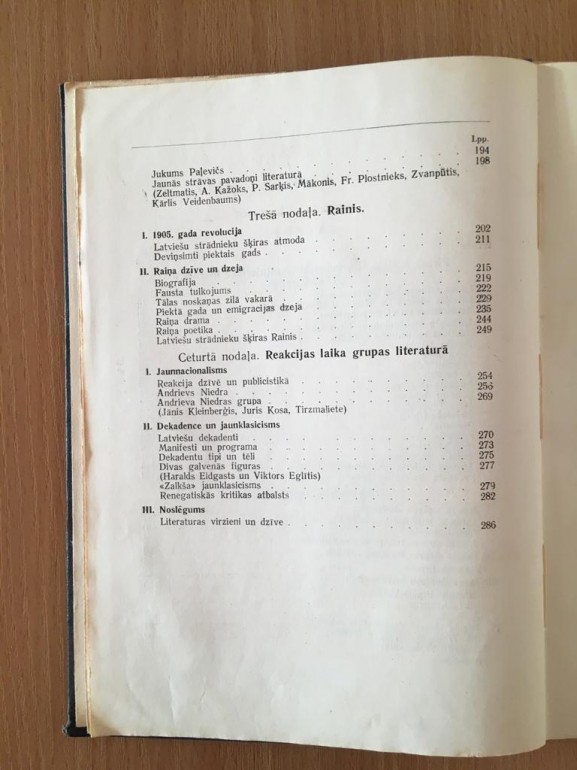 Lpp.
Jukums Paļevičs . . . . . . . . . . . 194
Jaunās strāvas pavadoņi literaturā . . . . . . . 198
(Zeltmatis, A. Kažoks, P. Sarķis, Mākonis, Fr. Plostnieks, Zvanpūtis,
Kārlis Veidenbaums)
Trešā nodaļa. Rainis.
I. 1905. gada revolucija
Latviešu strādnieku šķiras atmoda . . . . . . . 202
Deviņsimti piektais gads . . . . . . . . . 211
II. Raiņa dzīve un dzeja
Biografija . . . . . . . . . . . . 215
Fausta tulkojums . . . . . . . . . . 219
Tālas noskaņas zilā vakarā . . . . . . . . 222
Piektā gada un emigracijas dzeja . . . . . . . 229
Raiņa drama . . . . . . . . . . . 235
Raiņa poetika . . . . . . . . . . . 244
Latviešu strādnieku šķiras Rainis . . . . . . . 249
Ceturtā nodaļa. Reakcijas laika grupas literaturā
I. Jaunnacionalisms
Reakcija dzīvē un publicistikā . . . . . . . . 254
Andrievs Niedra . . . . . . . . . . 256
Andrieva Niedras grupa . . . . . . . . . 269
(Jānis Kleinberģis, Juris Kosa, Tirzmaliete)
II. Dekadence un jaunklasicisms
Latviešu dekadenti . . . . . . . . . . 270
Manifesti un programa . . . . . . . . . 273
Dekadentu tipi un tēli . . . . . . . . . 275
Divas galvenās figuras . . . . . . . . . 277
(Haralds Eldgasts un Viktors Eglītis)
«Zalkša» jaunklasicisms . . . . . . . . . 279
Renegatiskās kritikas atbalsts . . . . . . . . 282
III. Noslēgums
Literaturas virzieni un dzīve . . . . . . . . 286